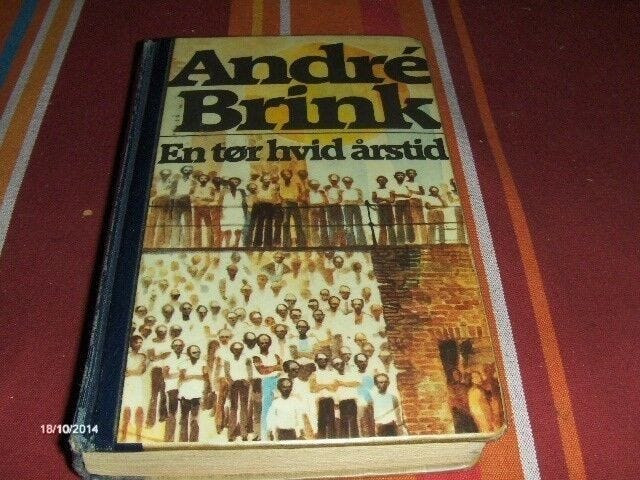 André
Brink
En tør hvid årstid
18/10/2014